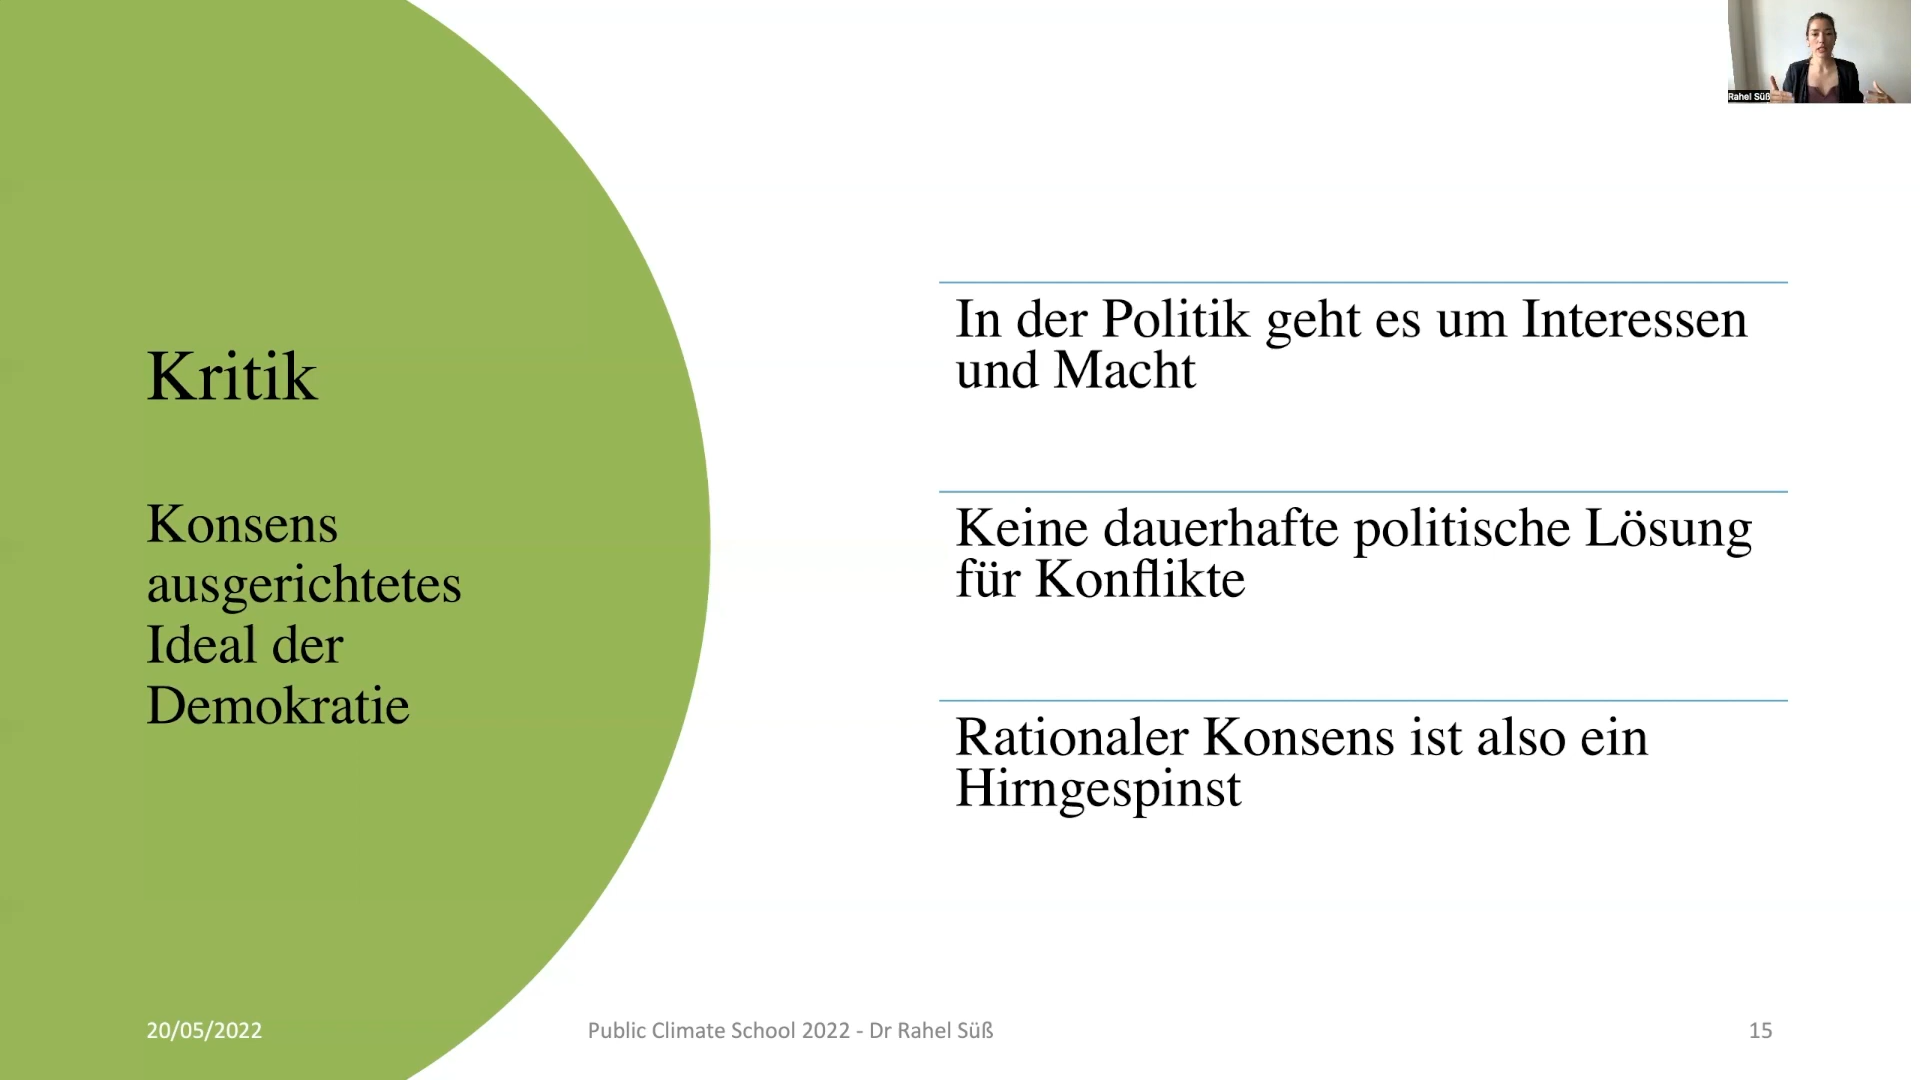 Rahel Süß
Kritik
Konsens
ausgerichtetes
Ideal der
Demokratie
In der Politik geht es um Interessen
und Macht
Keine dauerhafte politische Lösung
für Konflikte
Rationaler Konsens ist also ein
Hirngespinst
20/05/2022
Public Climate School 2022 - Dr Rahel Süß
15